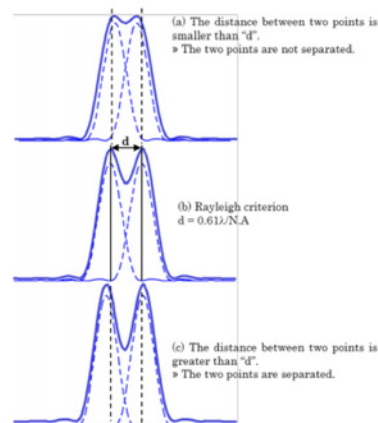 (a) The distance between two points is
smaller than "d".
» The two points are not separated.
d
(b) Rayleigh criterion
d = 0.61λ/N.A
(c) The distance between two points is
greater than "d".
» The two points are separated.